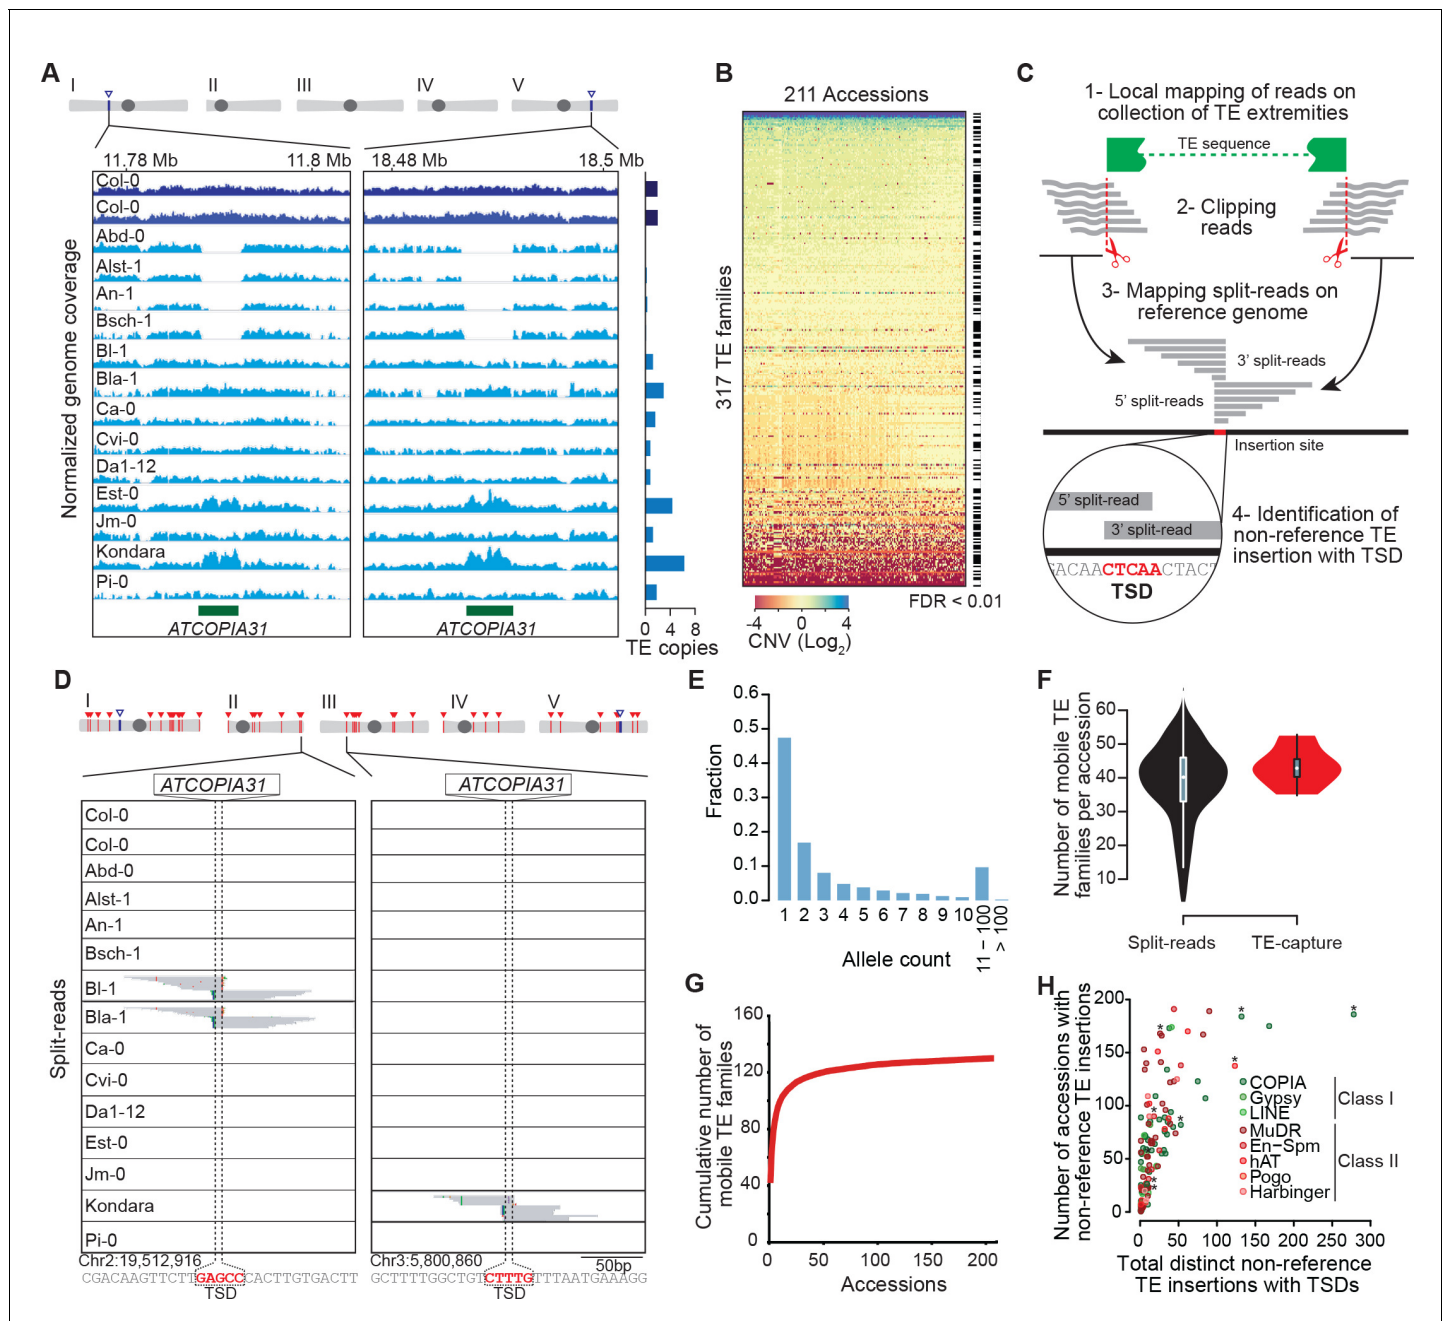 A
I
II
III
IV
V
11.78 Mb
11.8 Mb
18.48 Mb
18.5 Mb
Normalized genome coverage
Col-0
Col-0
Abd-0
Alst-1
An-1
Bsch-1
Bl-1
Bla-1
Ca-0
Cvi-0
Da1-12
Est-0
Jm-0
Kondara
Pi-0
ATCOPIA31
ATCOPIA31
0 4 8
TE copies
B
211 Accessions
317 TE families
FDR < 0.01
-4 0 4
CNV (Log2)
C
1- Local mapping of reads on
collection of TE extremities
TE sequence
2- Clipping
reads
3- Mapping split-reads on
reference genome
3’ split-reads
5’ split-reads
Insertion site
5’ split-read
3’ split-read
4- Identification of
non-reference TE
insertion with TSD
GACAACTCAACTACT
TSD
D
I
II
III
IV
V
ATCOPIA31
ATCOPIA31
Split-reads
Col-0
Col-0
Abd-0
Alst-1
An-1
Bsch-1
Bl-1
Bla-1
Ca-0
Cvi-0
Da1-12
Est-0
Jm-0
Kondara
Pi-0
Chr2:19,512,916
CGACAAGTTCTTGAGCCCACTTGTGACTT
TSD
Chr3:5,800,860
50bp
GCTTTTGGCTGTCTTTGTTTAATGAAAGG
TSD
E
Fraction
0.6
0.5
0.4
0.3
0.2
0.1
0.0
1 2 3 4 5 6 7 8 9 10 11 – 100 > 100
Allele count
F
Number of mobile TE
families per accession
60
50
40
30
20
10
Split-reads
TE-capture
G
Cumulative number of
mobile TE familes
160
120
80
40
0
0 50 100 150 200
Accessions
H
Number of accessions with
non-reference TE insertions
200
150
100
50
0
* * * * * * * *
COPIA
Gypsy
LINE
Class I
MuDR
En–Spm
hAT
Pogo
Harbinger
Class II
0 50 100 150 200 250 300
Total distinct non-reference
TE insertions with TSDs